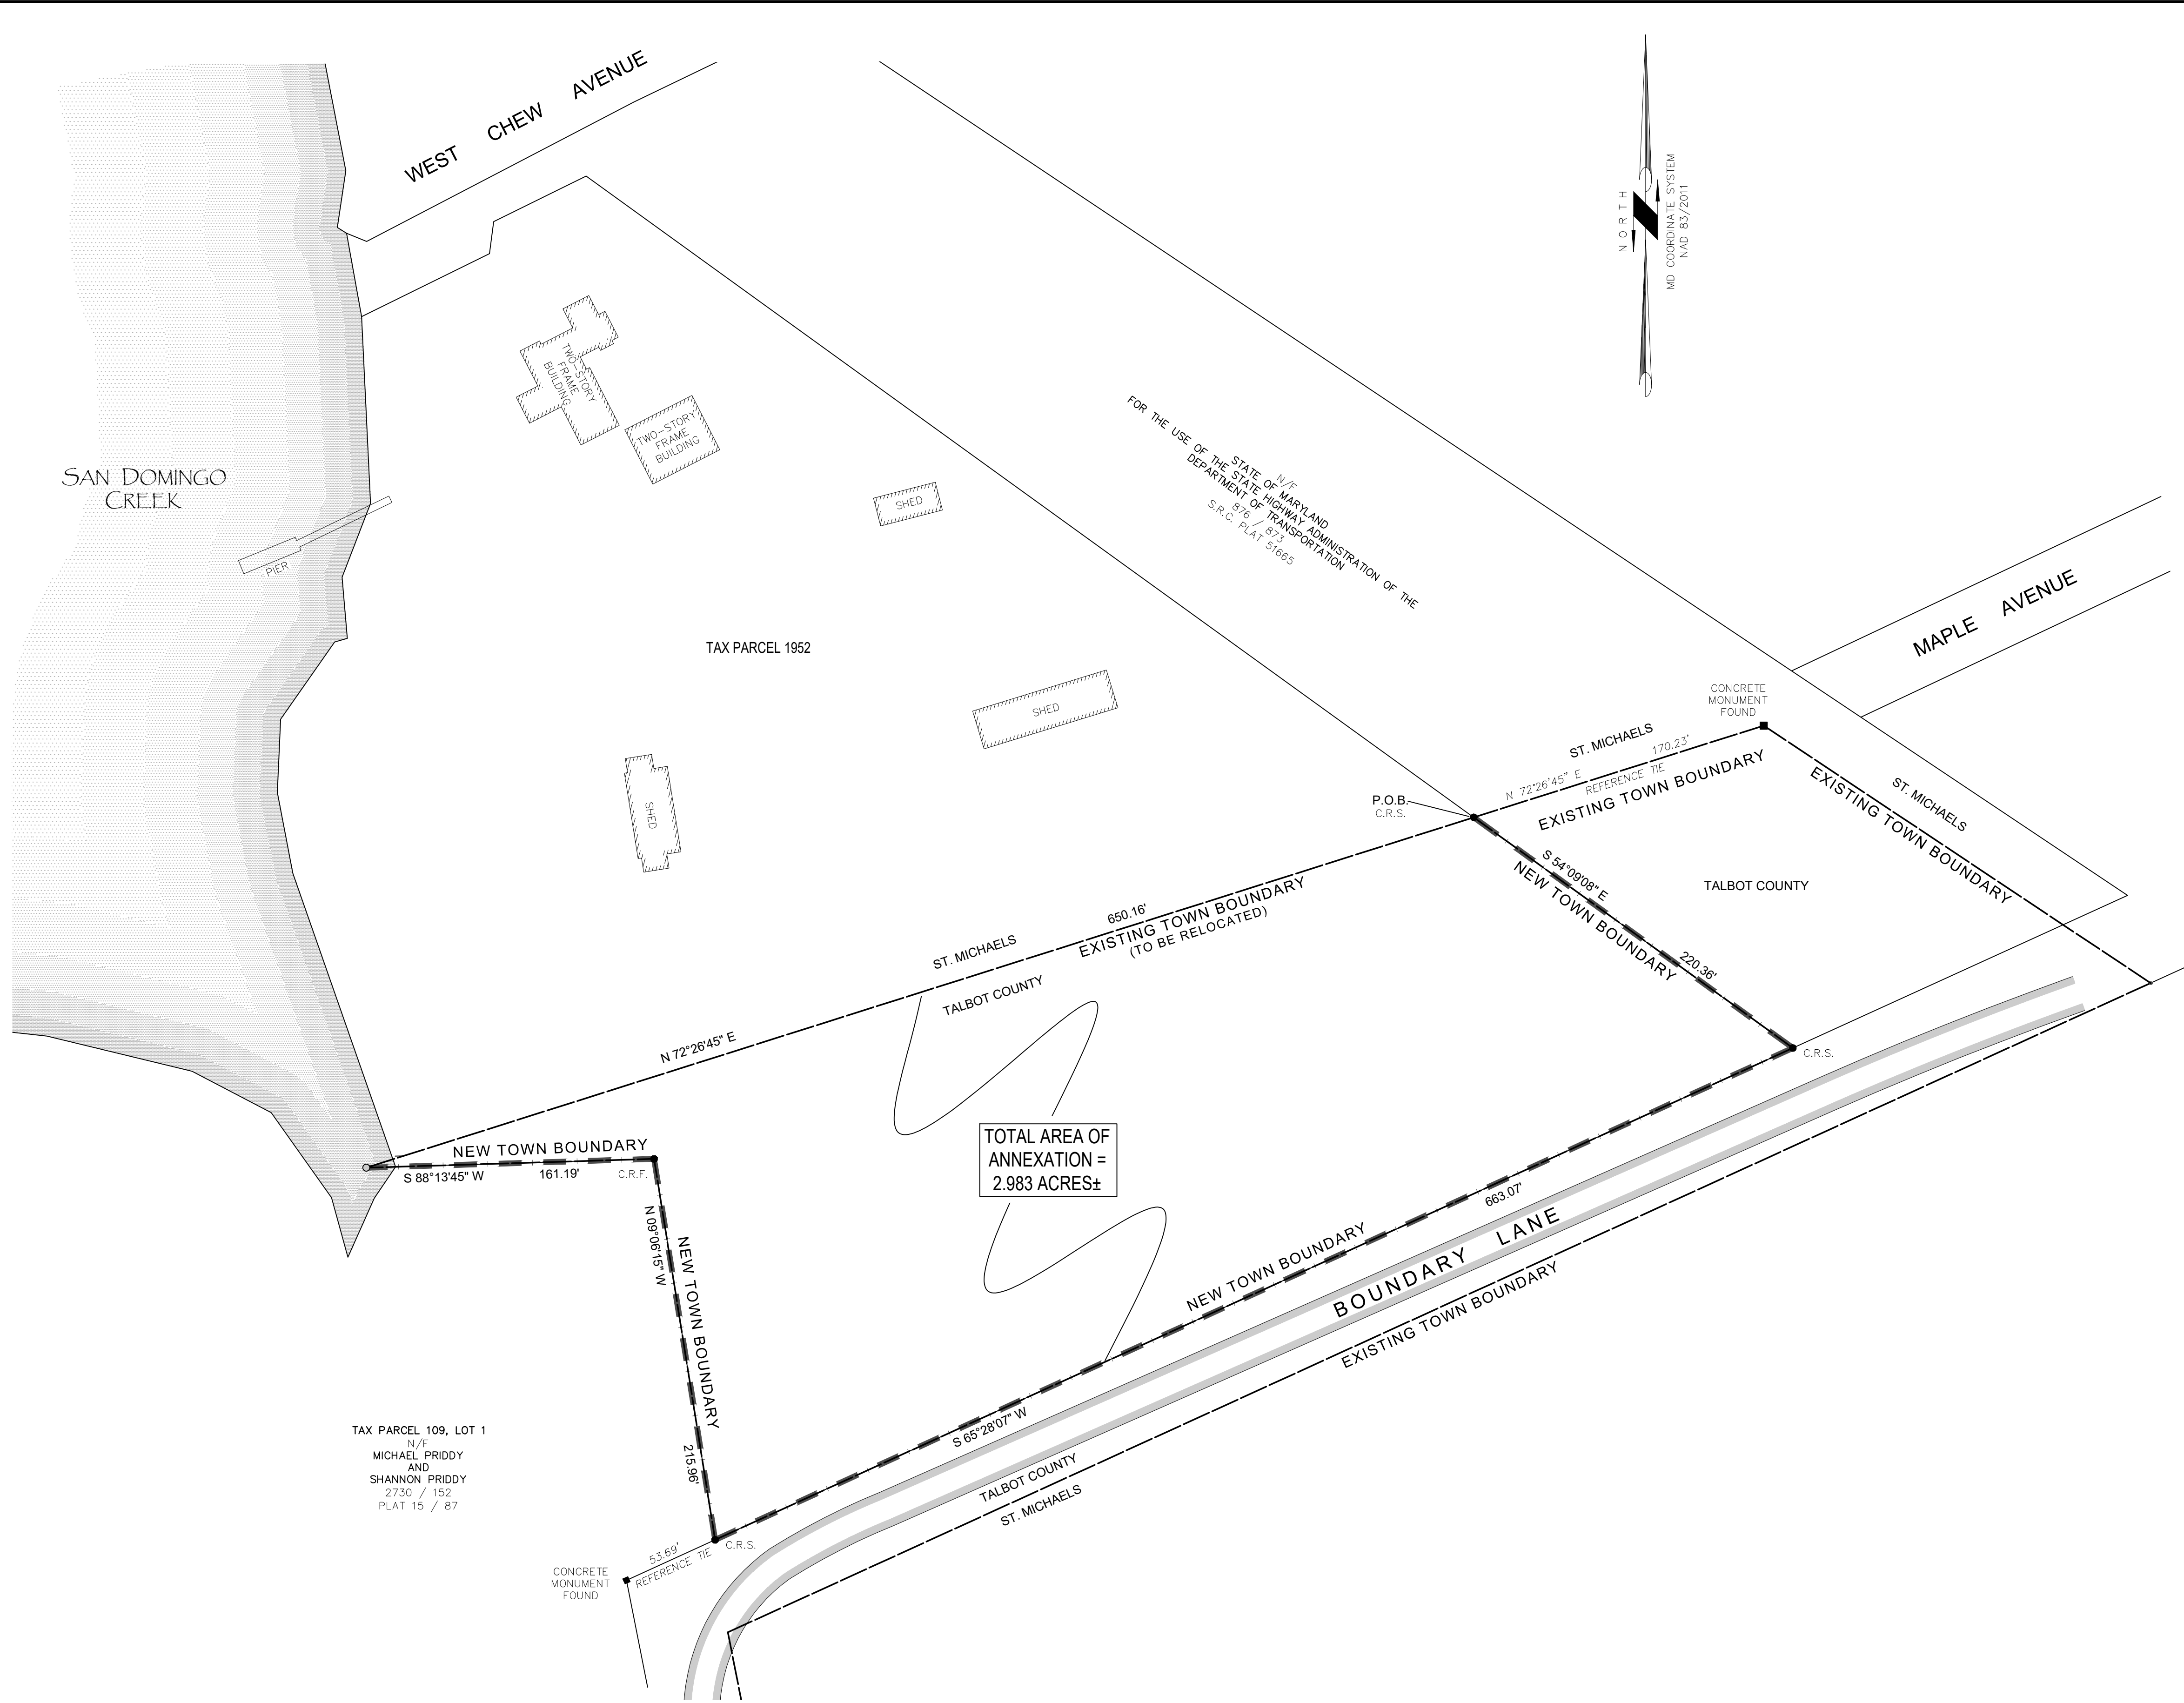 WEST CHEW AVENUE
NORTH
MD COORDINATE SYSTEM
NAD 83/2011
TWO-STORY
FRAME
BUILDING
TWO-STORY
FRAME
BUILDING
SAN DOMINGO
CREEK
PIER
SHED
N/F
STATE OF MARYLAND
FOR THE USE OF THE STATE HIGHWAY ADMINISTRATION OF THE
DEPARTMENT OF TRANSPORTATION
876 / 873
S.R.C. PLAT 51665
MAPLE AVENUE
TAX PARCEL 1952
SHED
SHED
CONCRETE
MONUMENT
FOUND
ST. MICHAELS
170.23'
N 72°26'45" E
REFERENCE TIE
EXISTING TOWN BOUNDARY
P.O.B.
C.R.S.
ST. MICHAELS
EXISTING TOWN BOUNDARY
S 54°09'08" E
NEW TOWN BOUNDARY
220.36'
TALBOT COUNTY
C.R.S.
650.16'
EXISTING TOWN BOUNDARY
(TO BE RELOCATED)
ST. MICHAELS
TALBOT COUNTY
N 72°26'45" E
NEW TOWN BOUNDARY
S 88°13'45" W
161.19'
C.R.F.
TOTAL AREA OF
ANNEXATION =
2.983 ACRES±
N 09°06'15" W
NEW TOWN BOUNDARY
215.96'
663.07'
NEW TOWN BOUNDARY
BOUNDARY LANE
EXISTING TOWN BOUNDARY
S 65°28'07" W
TALBOT COUNTY
ST. MICHAELS
TAX PARCEL 109, LOT 1
N/F
MICHAEL PRIDDY
AND
SHANNON PRIDDY
2730 / 152
PLAT 15 / 87
C.R.S.
53.69'
REFERENCE TIE
CONCRETE
MONUMENT
FOUND